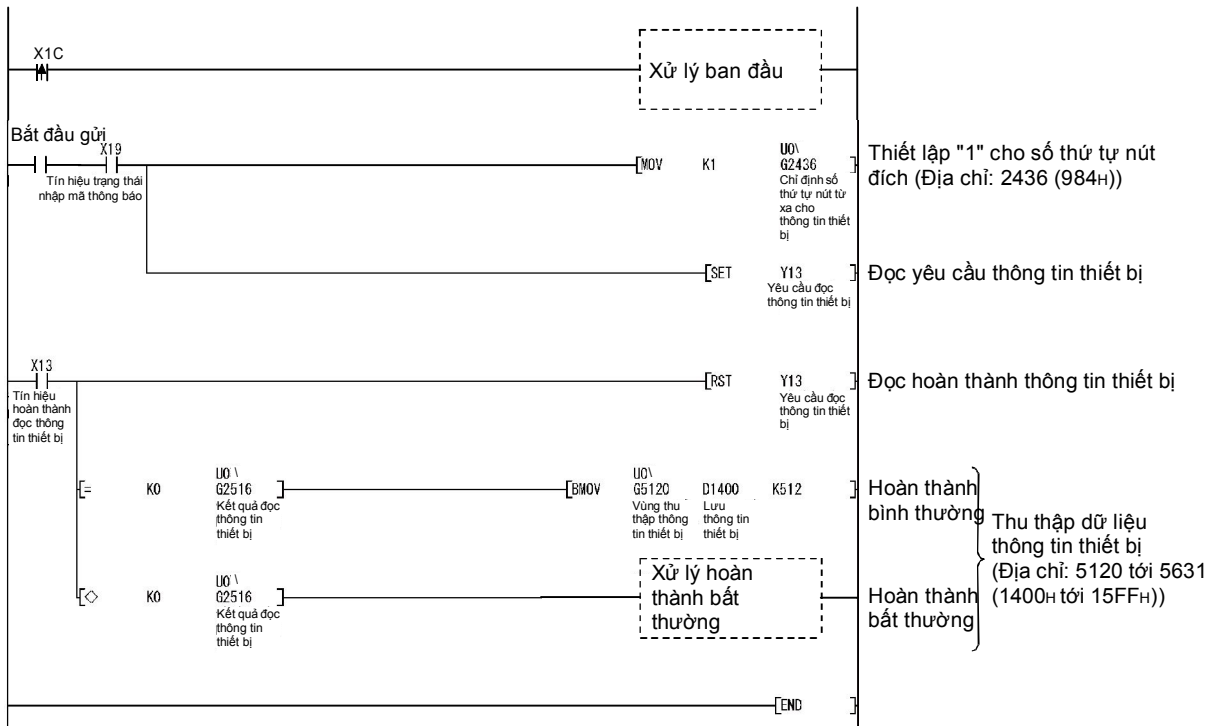 X1C
Xử lý ban đầu
Bắt đầu gửi
X19
Tín hiệu trạng thái
nhập mã thông báo
[MOV K1 U0\
G2436 ]
Chỉ định số
thứ tự nút từ
xa cho
thông tin thiết
bị
Thiết lập "1" cho số thứ tự nút
đích (Địa chỉ: 2436 (984H))
[SET Y13 ]
Yêu cầu đọc
thông tin thiết bị
Đọc yêu cầu thông tin thiết bị
X13
Tín hiệu
hoàn thành
đọc thông
tin thiết bị
[RST Y13 ]
Yêu cầu đọc
thông tin thiết
bị
Đọc hoàn thành thông tin thiết bị
[= K0 U0\
G2516 ]
Kết quả đọc
thông tin
thiết bị
[BMOV U0\
G5120 D1400 K512 ]
Vùng thu
thập thông
tin thiết bị
Lưu
thông tin
thiết bị
Hoàn thành
bình thường
[<> K0 U0\
G2516 ]
Kết quả đọc
thông tin
thiết bị
Xử lý hoàn
thành bất
thường
Hoàn thành
bất thường
Thu thập dữ liệu
thông tin thiết bị
(Địa chỉ: 5120 tới 5631
(1400H tới 15FFH))
[END ]